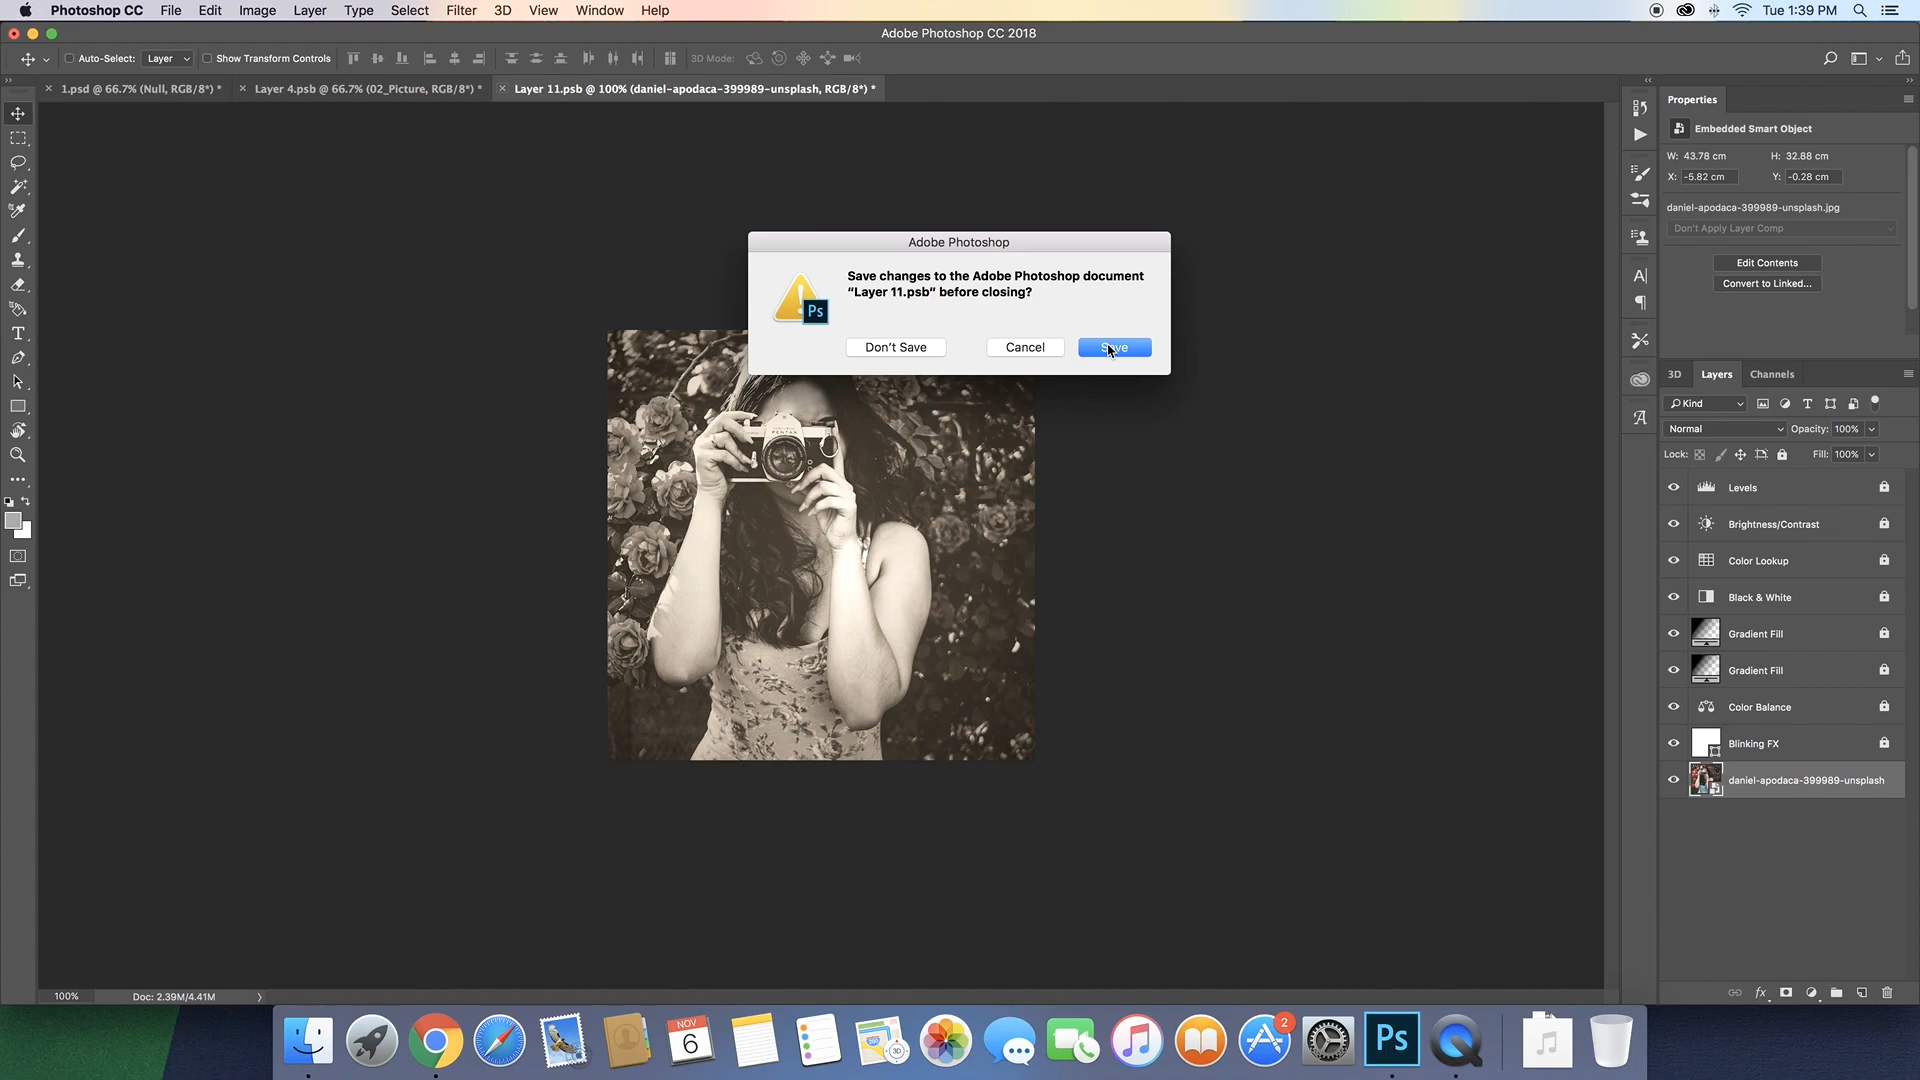 Photoshop CC File Edit Image Layer Type Select Filter 3D View Window Help Tue 1:39 PM
Adobe Photoshop CC 2018
Auto-Select: Layer Show Transform Controls 3D Mode:
1.psd @ 66.7% (Null, RGB/8*) * Layer 4.psb @ 66.7% (02_Picture, RGB/8*) * Layer 11.psb @ 100% (daniel-apodaca-399989-unsplash, RGB/8*) *
Properties
Embedded Smart Object
W: 43.78 cm H: 32.88 cm
X: -5.82 cm Y: -0.28 cm
daniel-apodaca-399989-unsplash.jpg
Don't Apply Layer Comp
Edit Contents
Convert to Linked...
Adobe Photoshop
Save changes to the Adobe Photoshop document
“Layer 11.psb” before closing?
Ps
Don’t Save Cancel Save
PENTAX
3D Layers Channels
Kind
Normal Opacity: 100%
Lock: Fill: 100%
Levels
Brightness/Contrast
Color Lookup
Black & White
Gradient Fill
Gradient Fill
Color Balance
Blinking FX
daniel-apodaca-399989-unsplash
fx
100% Doc: 2.39M/4.41M
NOV
6
280
3D
2
Ps